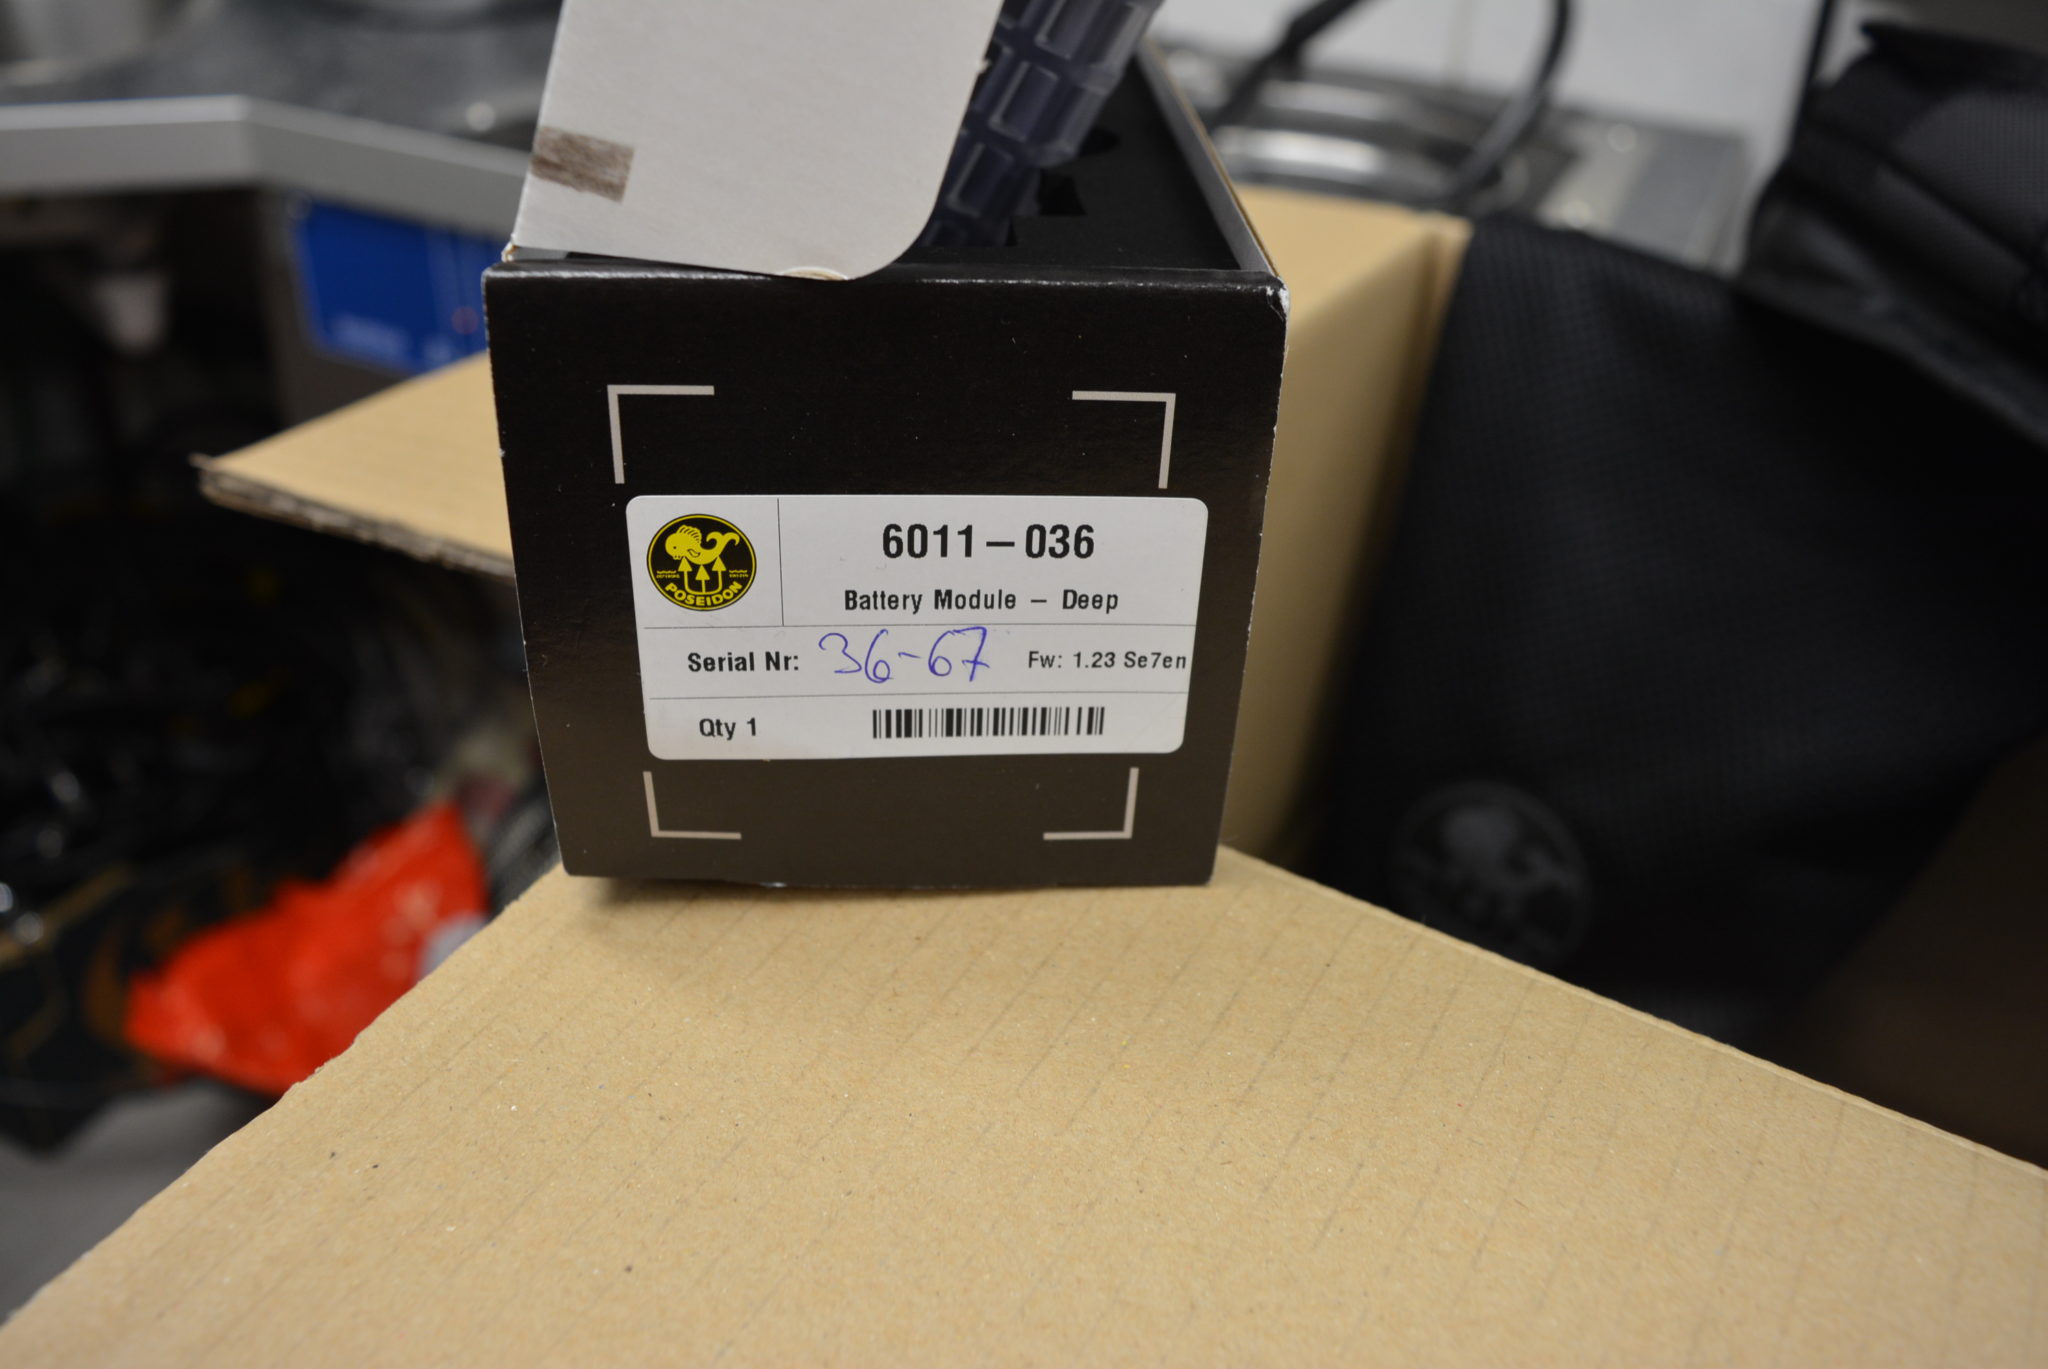 6011-036
Battery Module - Deep
POSEIDON
Serial Nr: 36-67 Fw: 1.23 Se7en
Qty 1